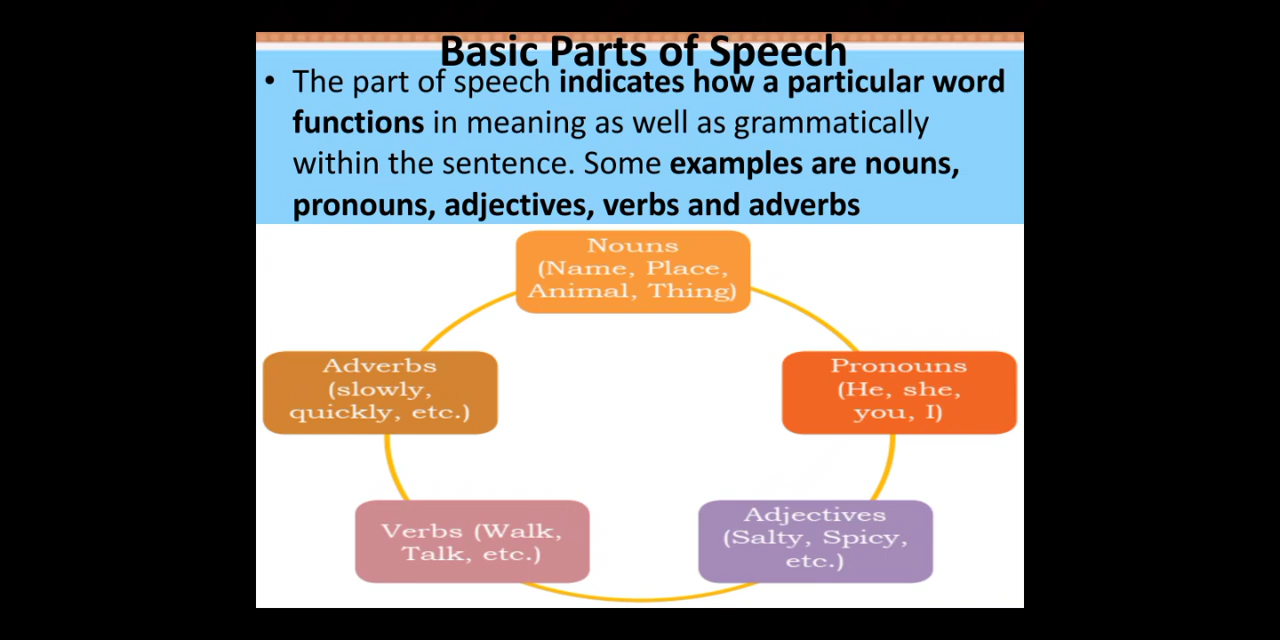 Basic Parts of Speech
• The part of speech indicates how a particular word
functions in meaning as well as grammatically
within the sentence. Some examples are nouns,
pronouns, adjectives, verbs and adverbs
Nouns
(Name, Place,
Animal, Thing)
Adverbs
(slowly,
quickly, etc.)
Pronouns
(He, she,
you, I)
Verbs (Walk,
Talk, etc.)
Adjectives
(Salty, Spicy,
etc.)